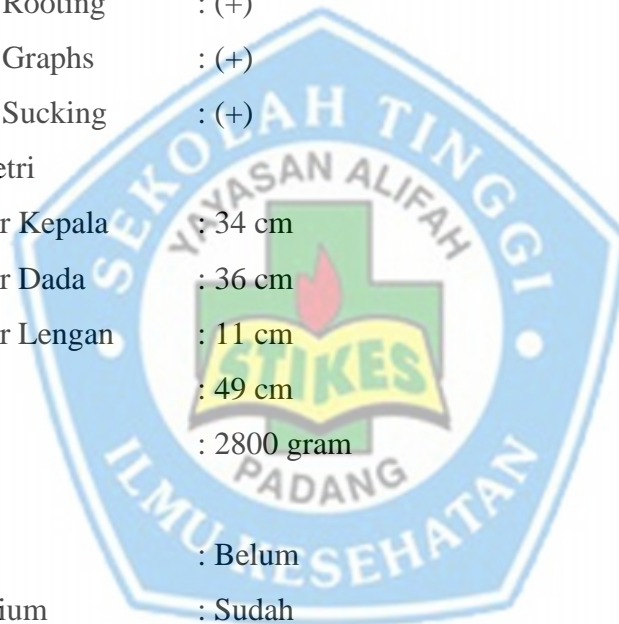 Rooting : (+)
Graphs : (+)
Sucking : (+)
etri
r Kepala : 34 cm
r Dada : 36 cm
r Lengan : 11 cm
: 49 cm
: 2800 gram
: Belum
ium : Sudah
SEKOLAH TINGGI
YAYASAN ALIFAH
STIKES
PADANG
ILMU KESEHATAN